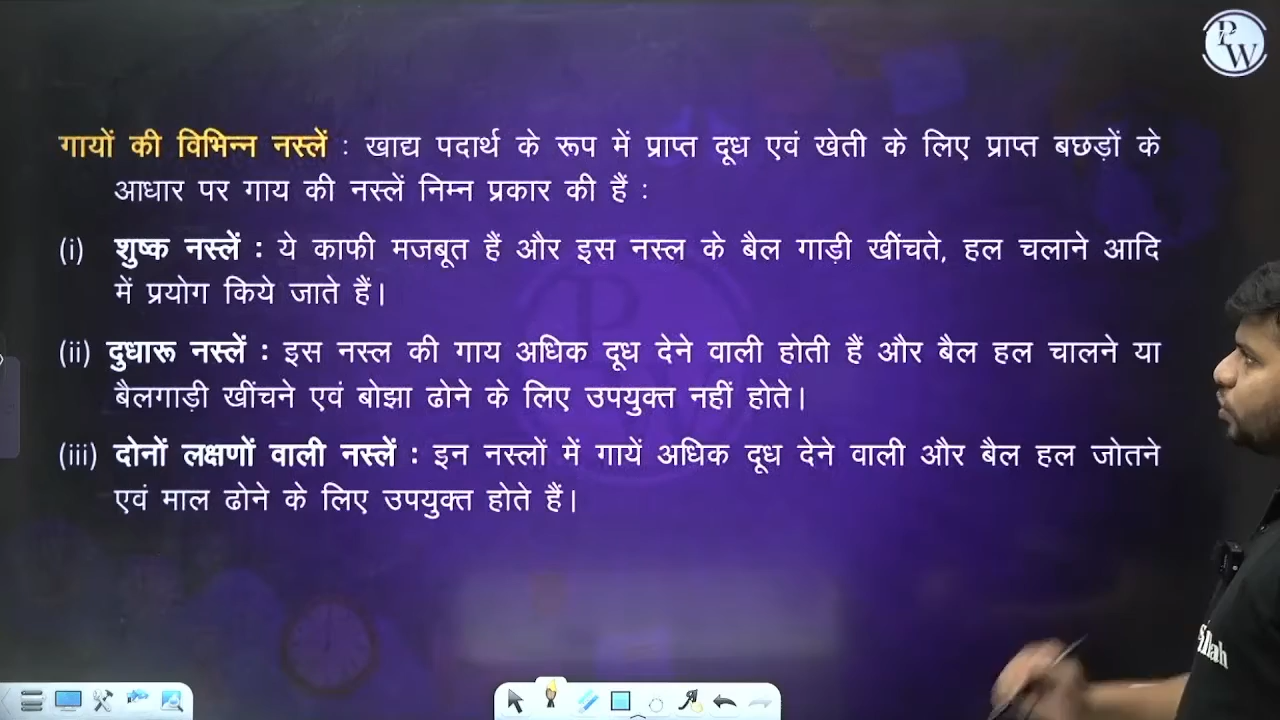 PW
गायों की विभिन्न नस्लें : खाद्य पदार्थ के रूप में प्राप्त दूध एवं खेती के लिए प्राप्त बछड़ों के
आधार पर गाय की नस्लें निम्न प्रकार की हैं :
(i) शुष्क नस्लें : ये काफी मजबूत हैं और इस नस्ल के बैल गाड़ी खींचते, हल चलाने आदि
में प्रयोग किये जाते हैं।
(ii) दुधारू नस्लें : इस नस्ल की गाय अधिक दूध देने वाली होती हैं और बैल हल चालने या
बैलगाड़ी खींचने एवं बोझा ढोने के लिए उपयुक्त नहीं होते।
(iii) दोनों लक्षणों वाली नस्लें : इन नस्लों में गायें अधिक दूध देने वाली और बैल हल जोतने
एवं माल ढोने के लिए उपयुक्त होते हैं।